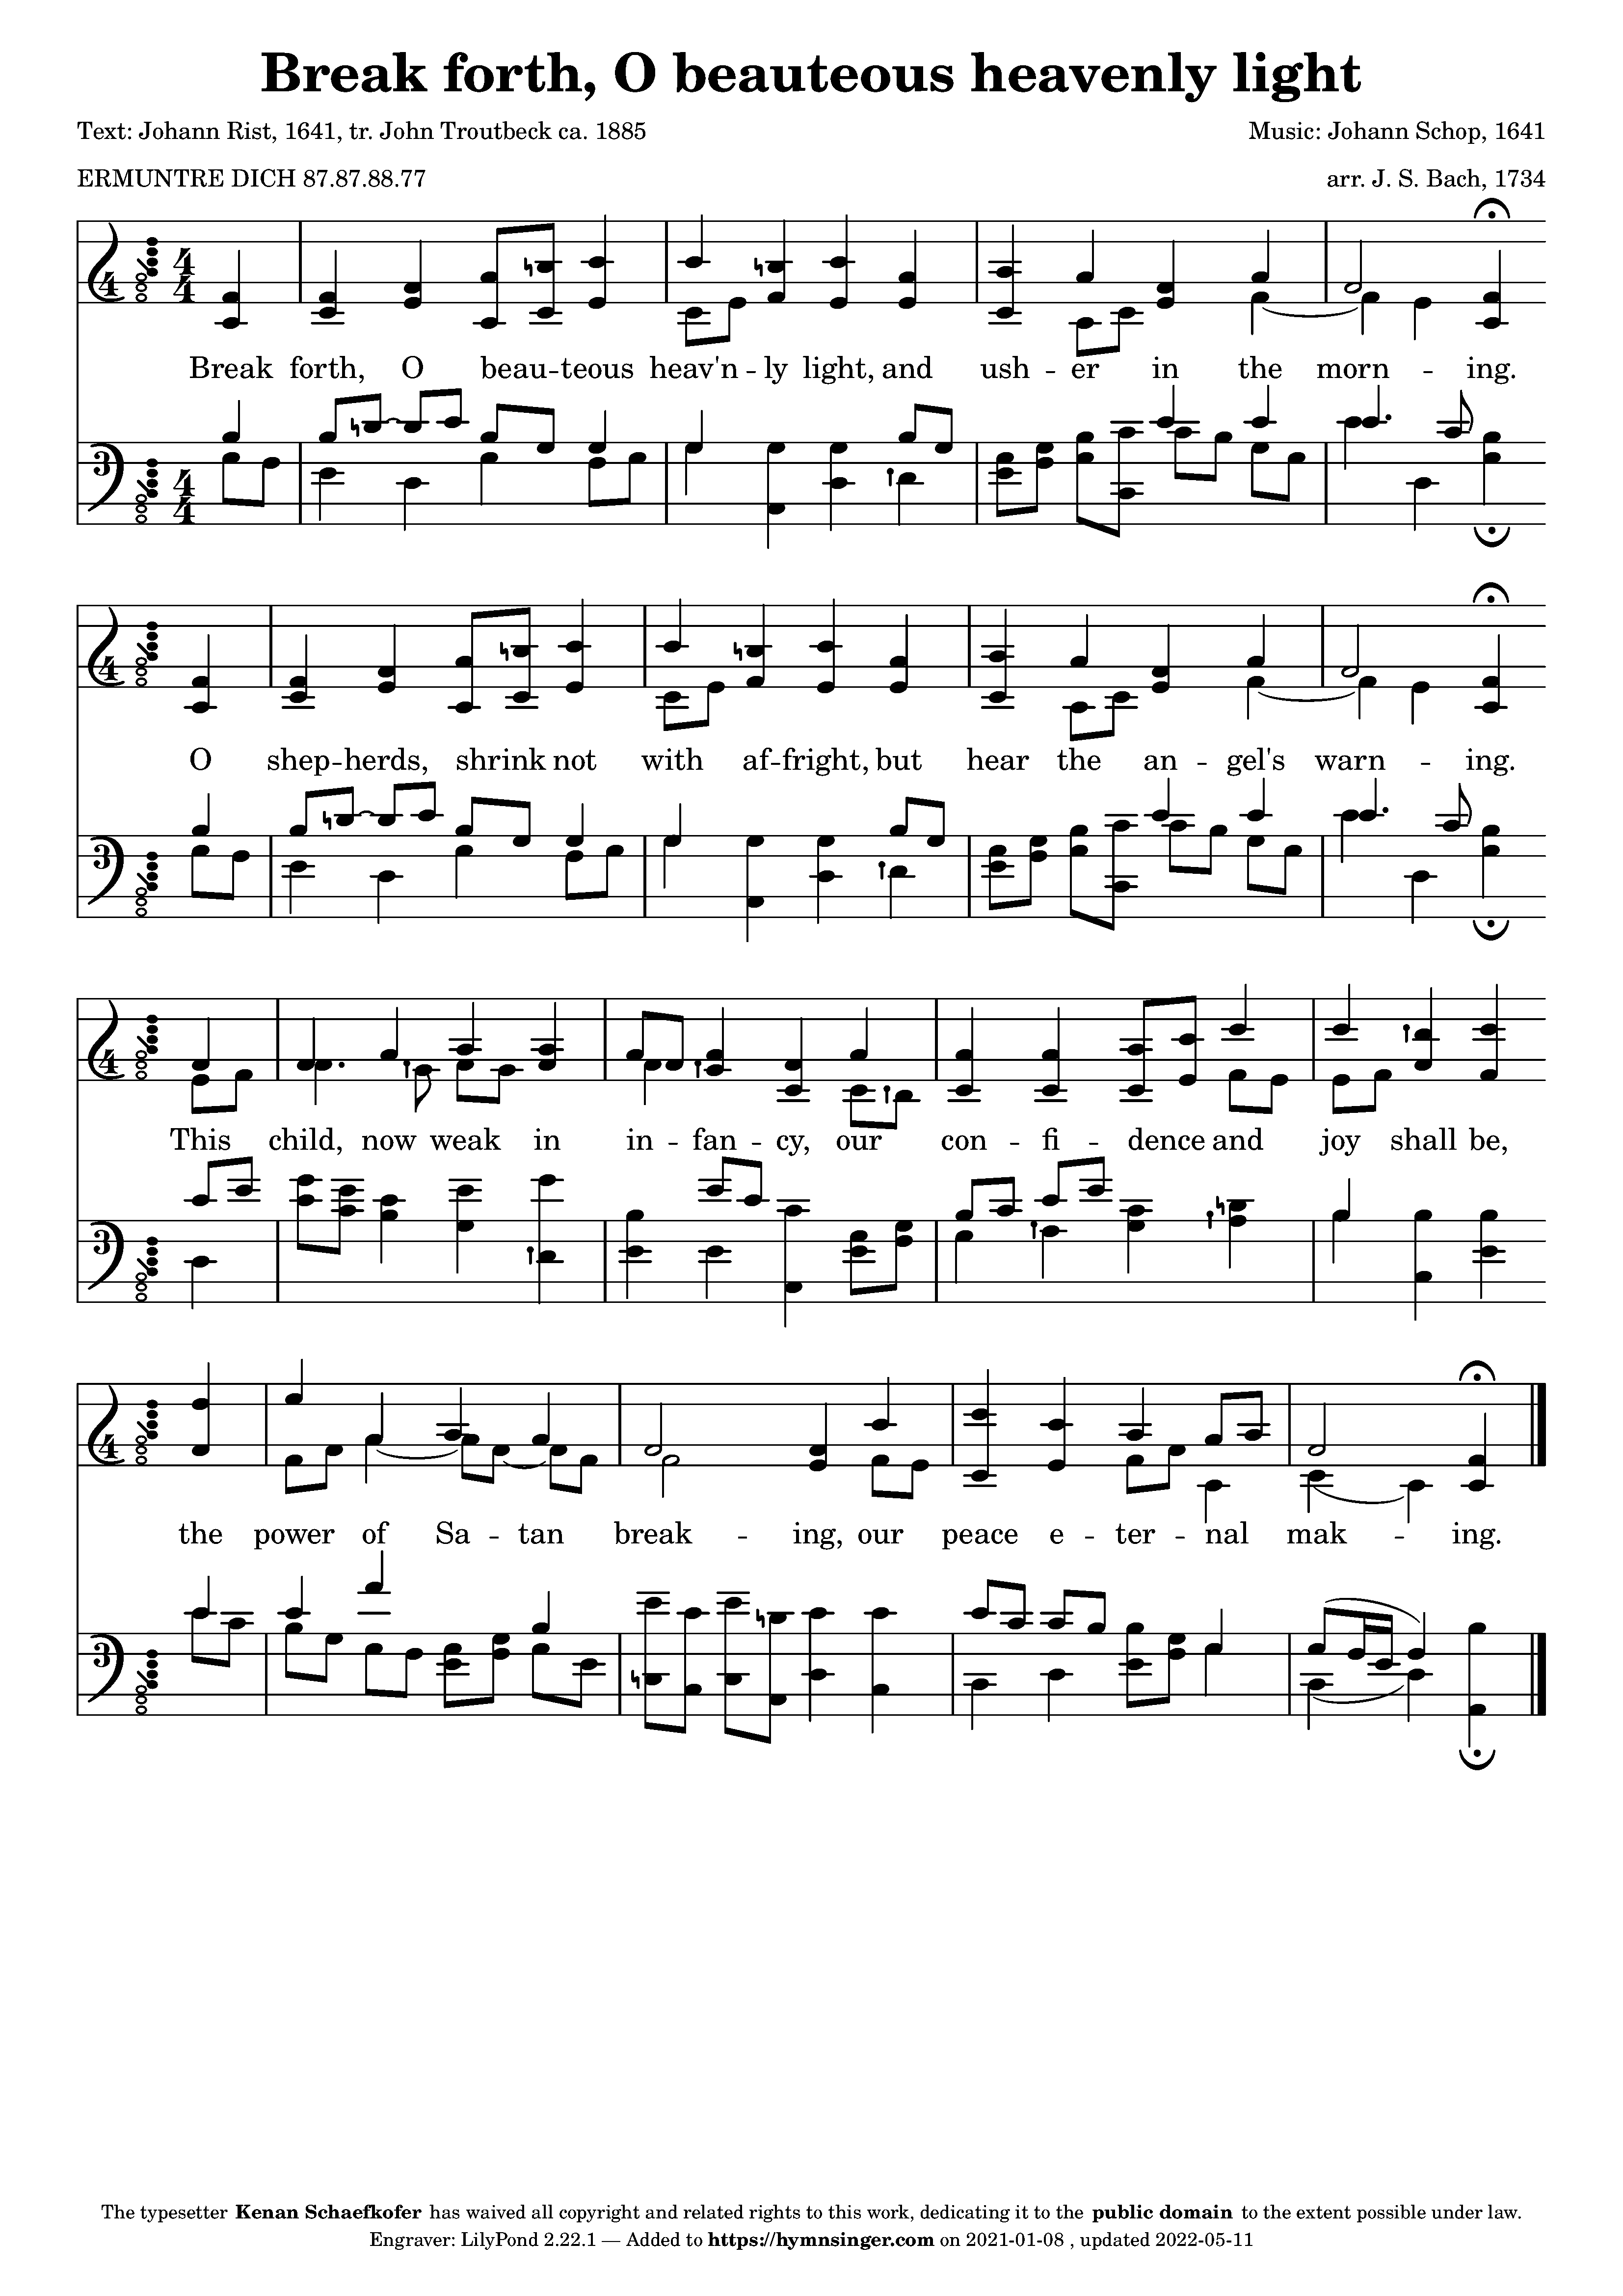 Break forth, O beauteous heavenly light
Text: Johann Rist, 1641, tr. John Troutbeck ca. 1885
Music: Johann Schop, 1641
ERMUNTRE DICH 87.87.88.77
arr. J. S. Bach, 1734
Break forth, O beau -- teous heav'n -- ly light, and ush -- er in the morn -- ing.
O shep -- herds, shrink not with af -- fright, but hear the an -- gel's warn -- ing.
This child, now weak in in -- fan -- cy, our con -- fi -- dence and joy shall be,
the power of Sa -- tan break -- ing, our peace e -- ter -- nal mak -- ing.
The typesetter Kenan Schaefkofer has waived all copyright and related rights to this work, dedicating it to the public domain to the extent possible under law.
Engraver: LilyPond 2.22.1 — Added to https://hymnsinger.com on 2021-01-08 , updated 2022-05-11